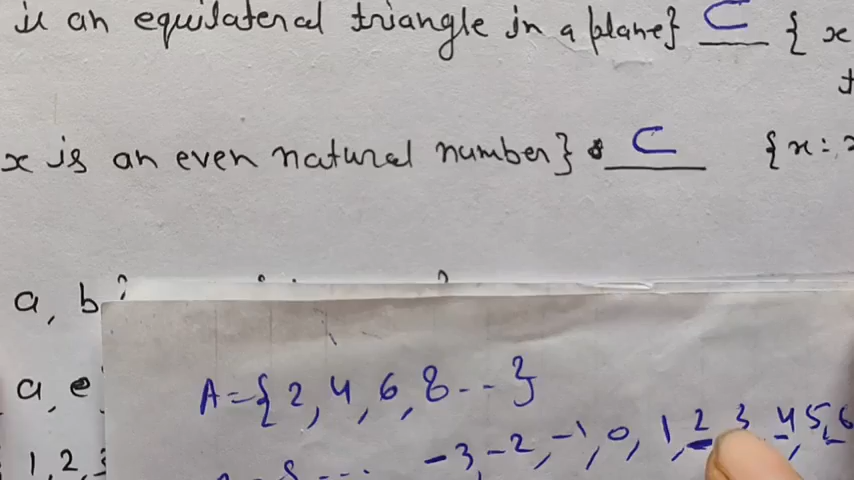 is an equilateral triangle in a plane} ⊂ { x
x is an even natural number} ⊂ {x:
a, b
a, e
1, 2, 3
A={2, 4, 6, 8--}
-3, -2, -1, 0, 1, 2, 3, 4, 5, 6